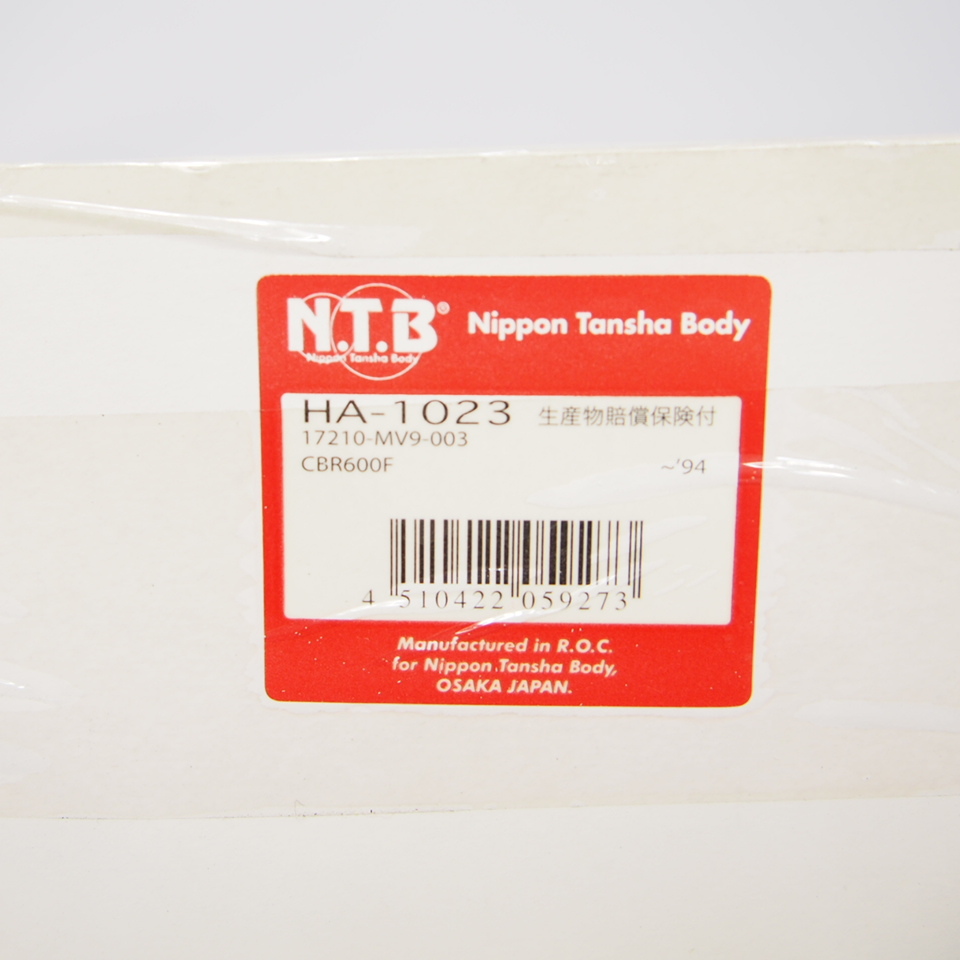 N.T.B®
Nippon Tansha Body
Nippon Tansha Body
HA-1023 生産物賠償保険付
17210-MV9-003
CBR600F ~'94
4 510422 059273
Manufactured in R.O.C.
for Nippon Tansha Body,
OSAKA JAPAN.